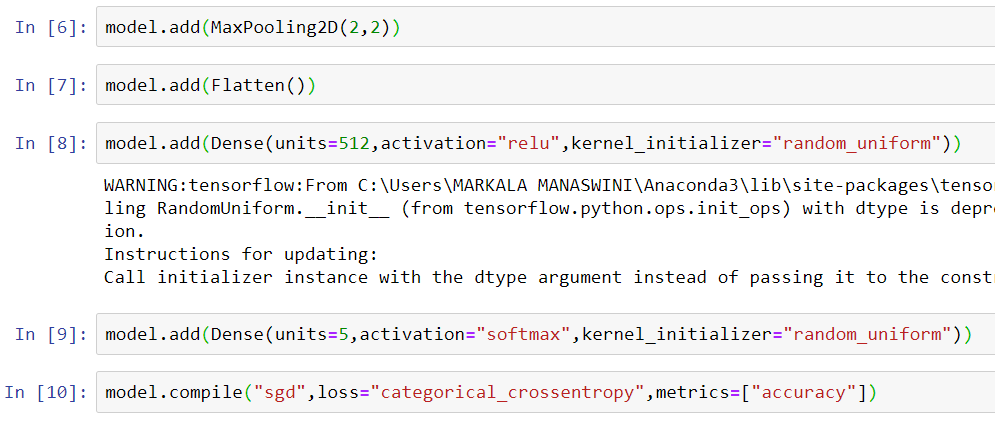 In [6]: model.add(MaxPooling2D(2,2))
In [7]: model.add(Flatten())
In [8]: model.add(Dense(units=512,activation="relu",kernel_initializer="random_uniform"))
WARNING:tensorflow:From C:\Users\MARKALA MANASWINI\Anaconda3\lib\site-packages\tenso
ling RandomUniform.__init__ (from tensorflow.python.ops.init_ops) with dtype is depre
ion.
Instructions for updating:
Call initializer instance with the dtype argument instead of passing it to the const
In [9]: model.add(Dense(units=5,activation="softmax",kernel_initializer="random_uniform"))
In [10]: model.compile("sgd",loss="categorical_crossentropy",metrics=["accuracy"])